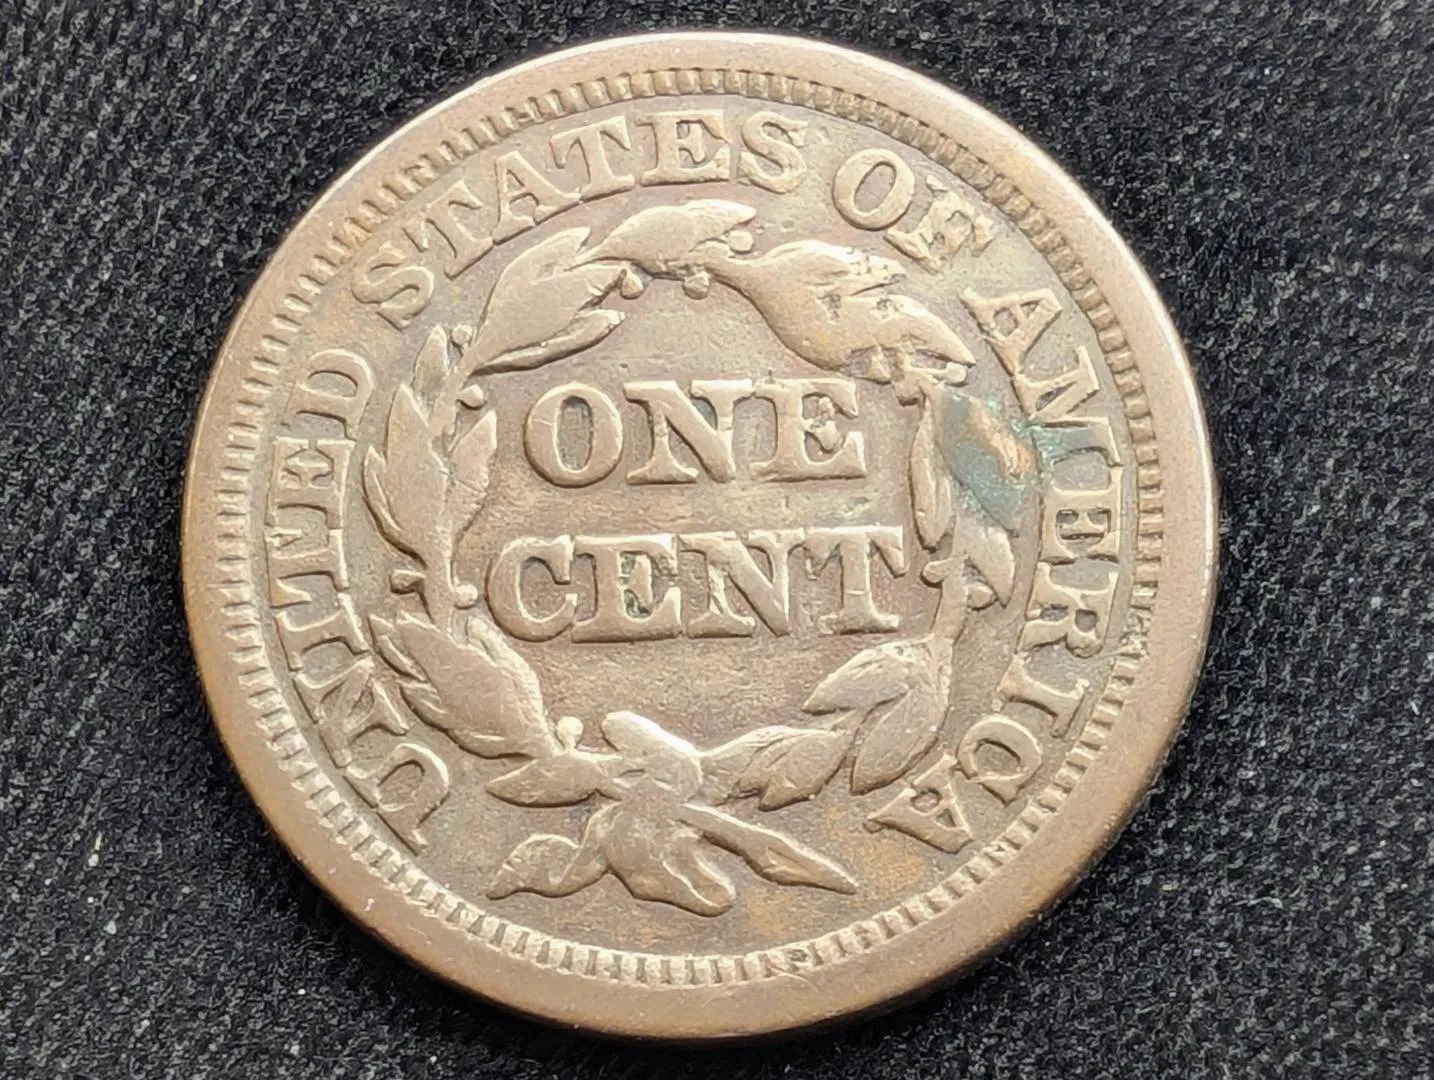 UNITED STATES OF AMERICA
ONE
CENT